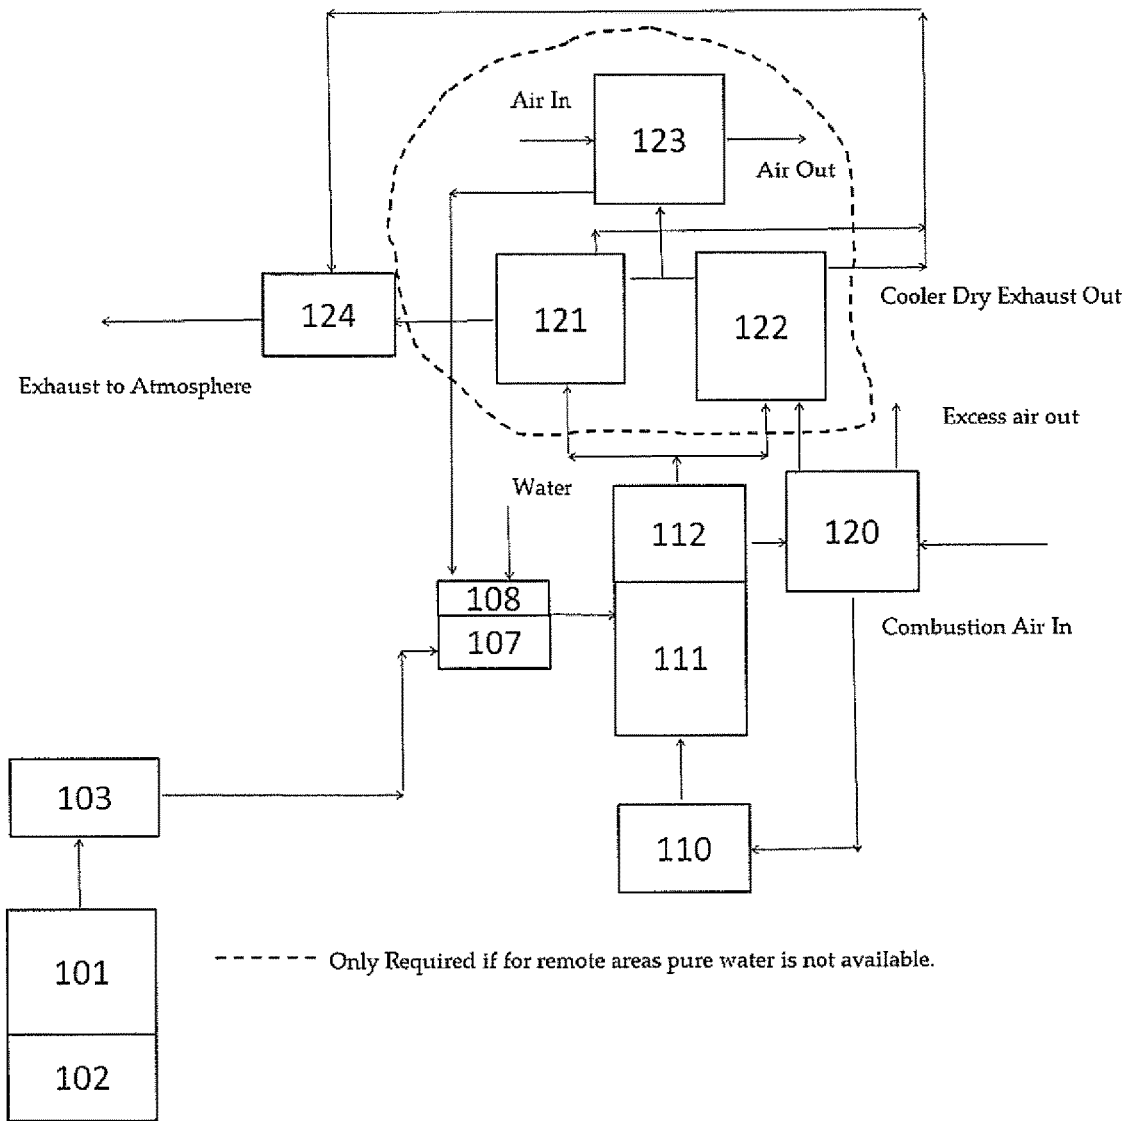 Air In
123
Air Out
121
122
124
Cooler Dry Exhaust Out
Exhaust to Atmosphere
Excess air out
Water
112
120
108
107
111
Combustion Air In
103
110
101
Only Required if for remote areas pure water is not available.
102